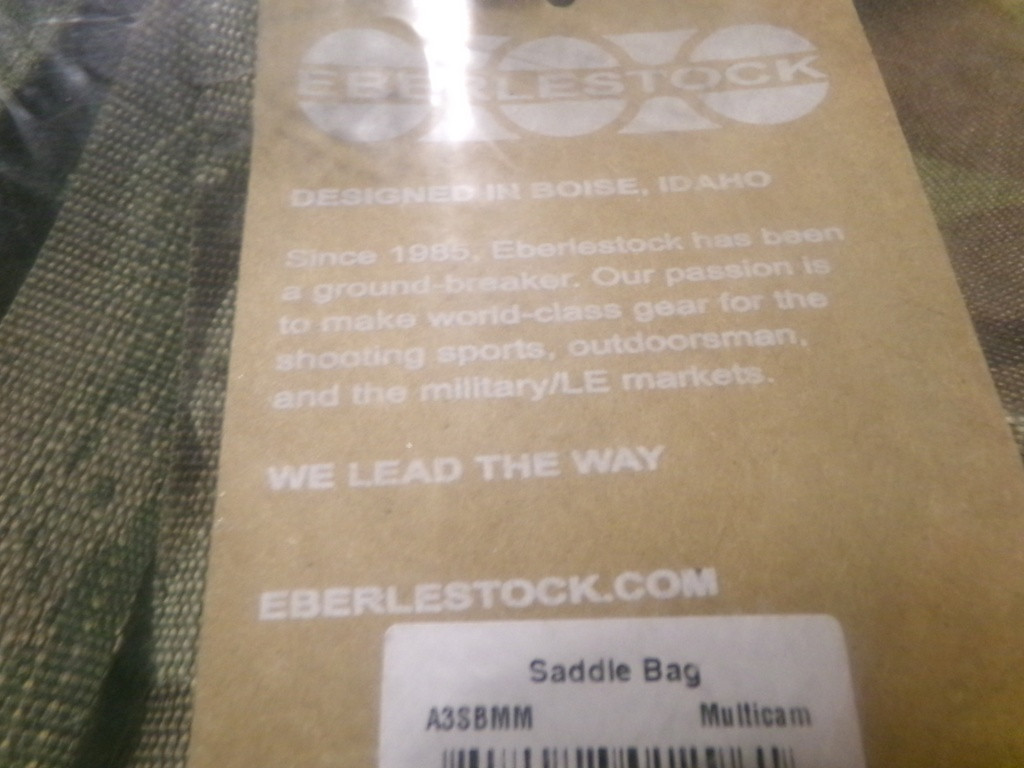 EBERLESTOCK
DESIGNED IN BOISE, IDAHO
Since 1985, Eberlestock has been
a ground-breaker. Our passion is
to make world-class gear for the
shooting sports, outdoorsman,
and the military/LE markets.
WE LEAD THE WAY
EBERLESTOCK.COM
Saddle Bag
A3SBMM Multicam